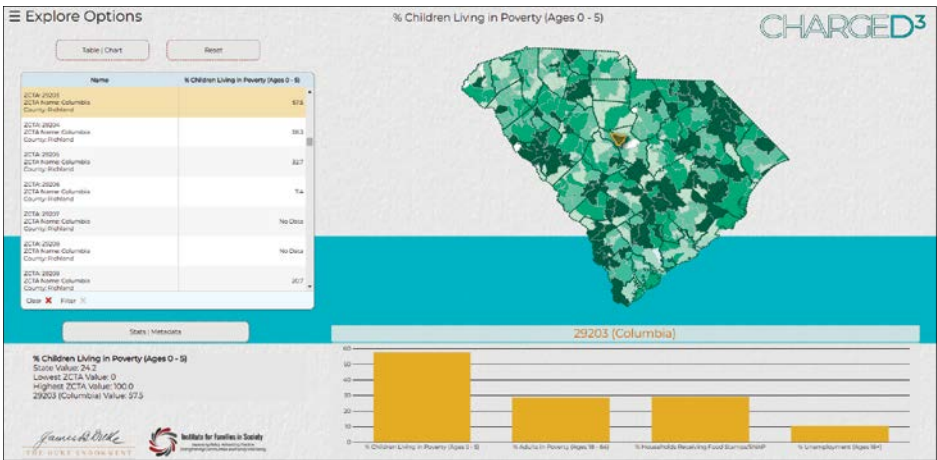 ☰ Explore Options
% Children Living in Poverty (Ages 0 - 5)
CHARGED3
Table | Chart
Reset
Name
% Children Living in Poverty (Ages 0 - 5)
ZCTA: 29203
ZCTA Name: Columbia
County: Richland
57.5
ZCTA: 29204
ZCTA Name: Columbia
County: Richland
ZCTA: 29205
ZCTA Name: Columbia
County: Richland
32.7
ZCTA: 29206
ZCTA Name: Columbia
County: Richland
ZCTA: 29207
ZCTA Name: Columbia
County: Richland
No Data
ZCTA: 29208
ZCTA Name: Columbia
County: Richland
No Data
ZCTA: 29209
ZCTA Name: Columbia
County: Richland
20.7
Clear ✖ Filter ✖
Stats | Metadata
29203 (Columbia)
% Children Living in Poverty (Ages 0 - 5)
State Value: 24.2
Lowest ZCTA Value: 0
Highest ZCTA Value: 100.0
29203 (Columbia) Value: 57.5
60
50
40
30
20
10
0
% Children Living in Poverty (Ages 0 - 5)
% Adults in Poverty (Ages 18 - 64)
% Households Receiving Food Stamps/SNAP
% Unemployment (Ages 16+)
James B Duke
THE DUKE ENDOWMENT
Institute for Families in Society